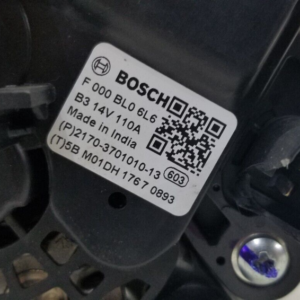 BOSCH
F 000 BL0 6L6
B3 14V 110A
Made in India
(P)2170-3701010-13 603
(T)5B M01DH 1767 0893